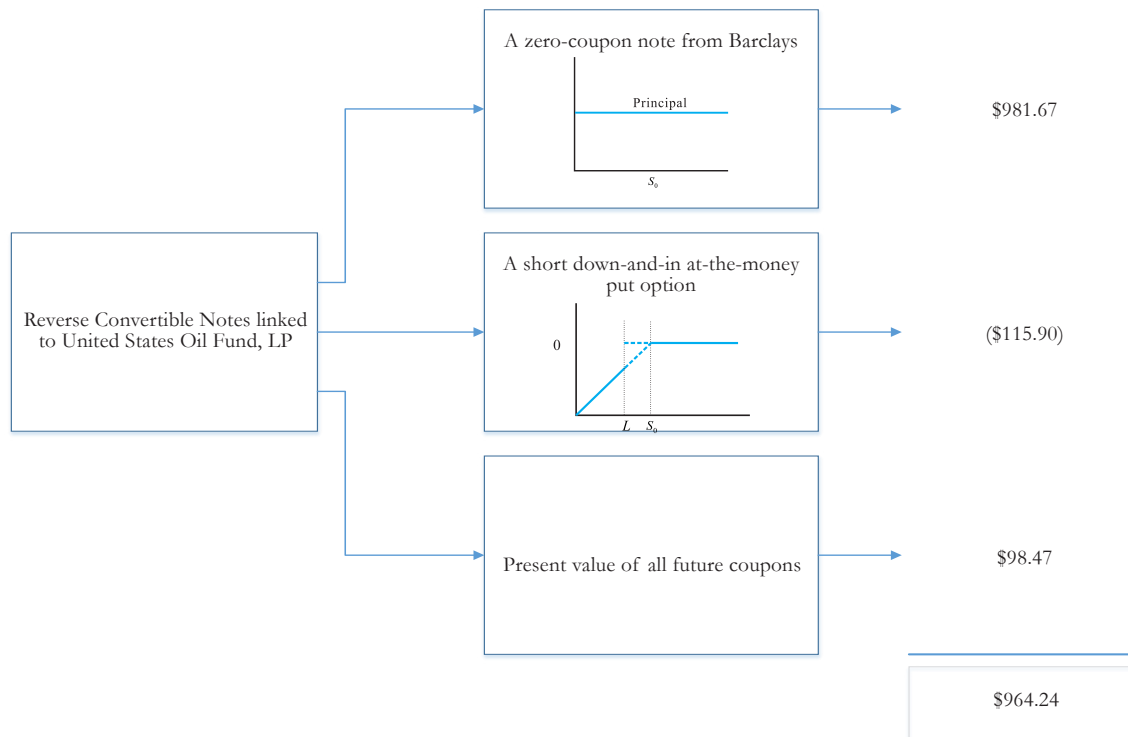 A zero-coupon note from Barclays
Principal
S₀
$981.67
Reverse Convertible Notes linked
to United States Oil Fund, LP
A short down-and-in at-the-money
put option
0
L S₀
($115.90)
Present value of all future coupons
$98.47
$964.24